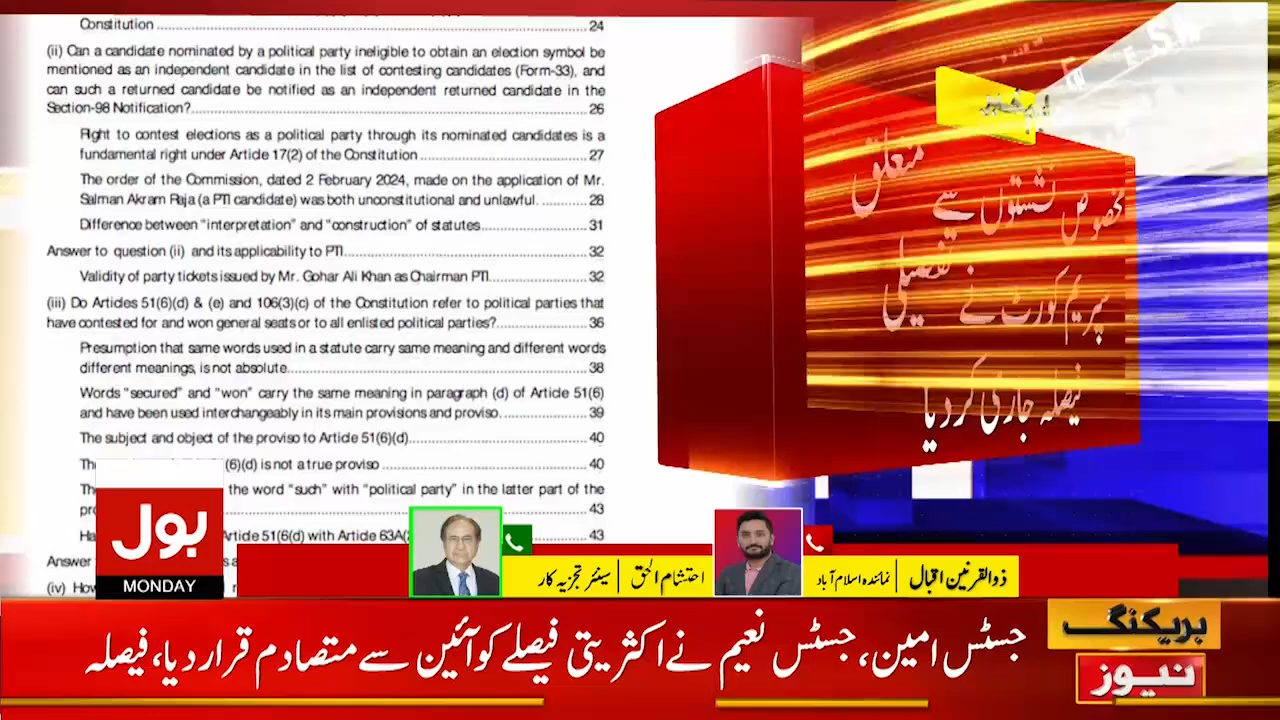 Constitution ........ 24
(ii) Can a candidate nominated by a political party ineligible to obtain an election symbol be
mentioned as an independent candidate in the list of contesting candidates (Form-33), and
can such a returned candidate be notified as an independent returned candidate in the
Section-98 Notification? ........ 26
Right to contest elections as a political party through its nominated candidates is a
fundamental right under Article 17(2) of the Constitution ........ 27
The order of the Commission, dated 2 February 2024, made on the application of Mr.
Salman Akram Raja (a PTI candidate) was both unconstitutional and unlawful. ........ 28
Difference between "interpretation" and "construction" of statutes ........ 31
Answer to question (ii) and its applicability to PTI ........ 32
Validity of party tickets issued by Mr. Gohar Ali Khan as Chairman PTI ........ 32
(iii) Do Articles 51(6)(d) & (e) and 106(3)(c) of the Constitution refer to political parties that
have contested for and won general seats or to all enlisted political parties? ........ 36
Presumption that same words used in a statute carry same meaning and different words
different meanings, is not absolute ........ 38
Words "secured" and "won" carry the same meaning in paragraph (d) of Article 51(6)
and have been used interchangeably in its main provisions and proviso. ........ 39
The subject and object of the proviso to Article 51(6)(d) ........ 40
(6)(d) is not a true proviso ........ 40
the word "such" with "political party" in the latter part of the
........ 43
51(6)(d) with Article 63A ........ 43
Answer
(iv)
مخصوص نشستوں سے متعلق
سپریم کورٹ نے تفصیلی
فیصلہ جاری کر دیا
بول
MONDAY
احتشام الحق | سینئر تجزیہ کار
ذوالقرنین اقبال | نمائندہ اسلام آباد
بریکنگ
نیوز
جسٹس امین، جسٹس نعیم نے اکثریتی فیصلے کو آئین سے متصادم قرار دیا، فیصلہ